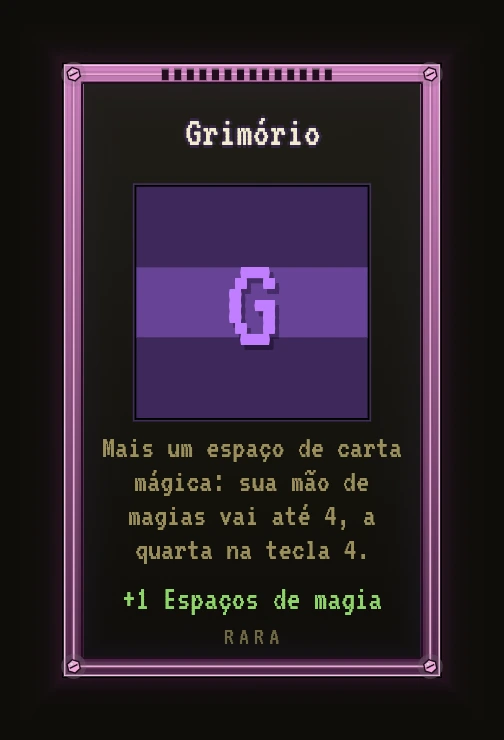 Grimório
G
Mais um espaço de carta
mágica: sua mão de
magias vai até 4, a
quarta na tecla 4.
+1 Espaços de magia
RARA